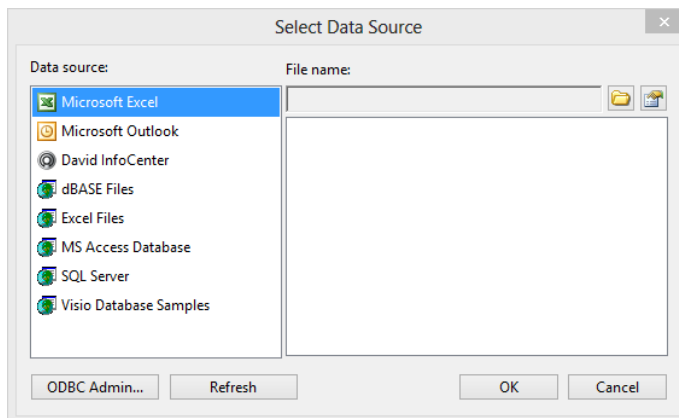 Select Data Source
Data source:
File name:
Microsoft Excel
Microsoft Outlook
David InfoCenter
dBASE Files
Excel Files
MS Access Database
SQL Server
Visio Database Samples
ODBC Admin...
Refresh
OK
Cancel